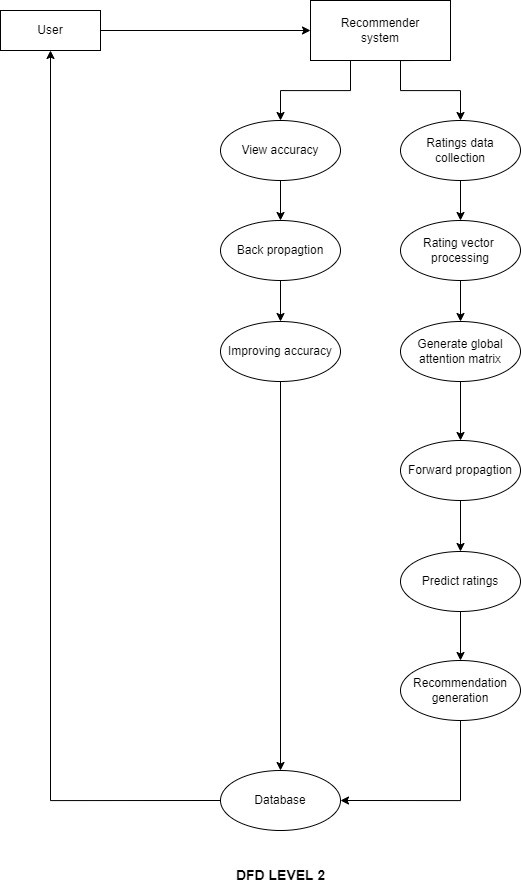 User
Recommender
system
View accuracy
Ratings data
collection
Back propagtion
Rating vector
processing
Improving accuracy
Generate global
attention matrix
Forward propagtion
Predict ratings
Recommendation
generation
Database
DFD LEVEL 2